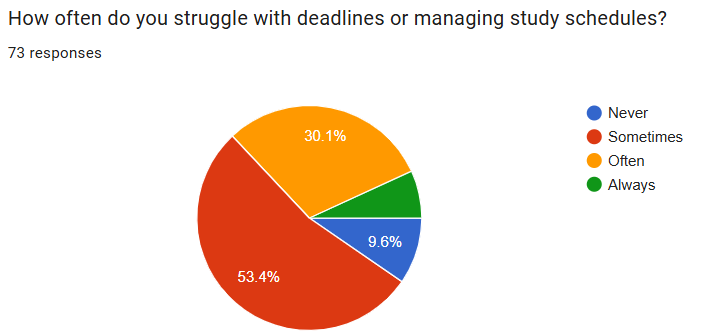 How often do you struggle with deadlines or managing study schedules?
73 responses
30.1%
9.6%
53.4%
Never
Sometimes
Often
Always